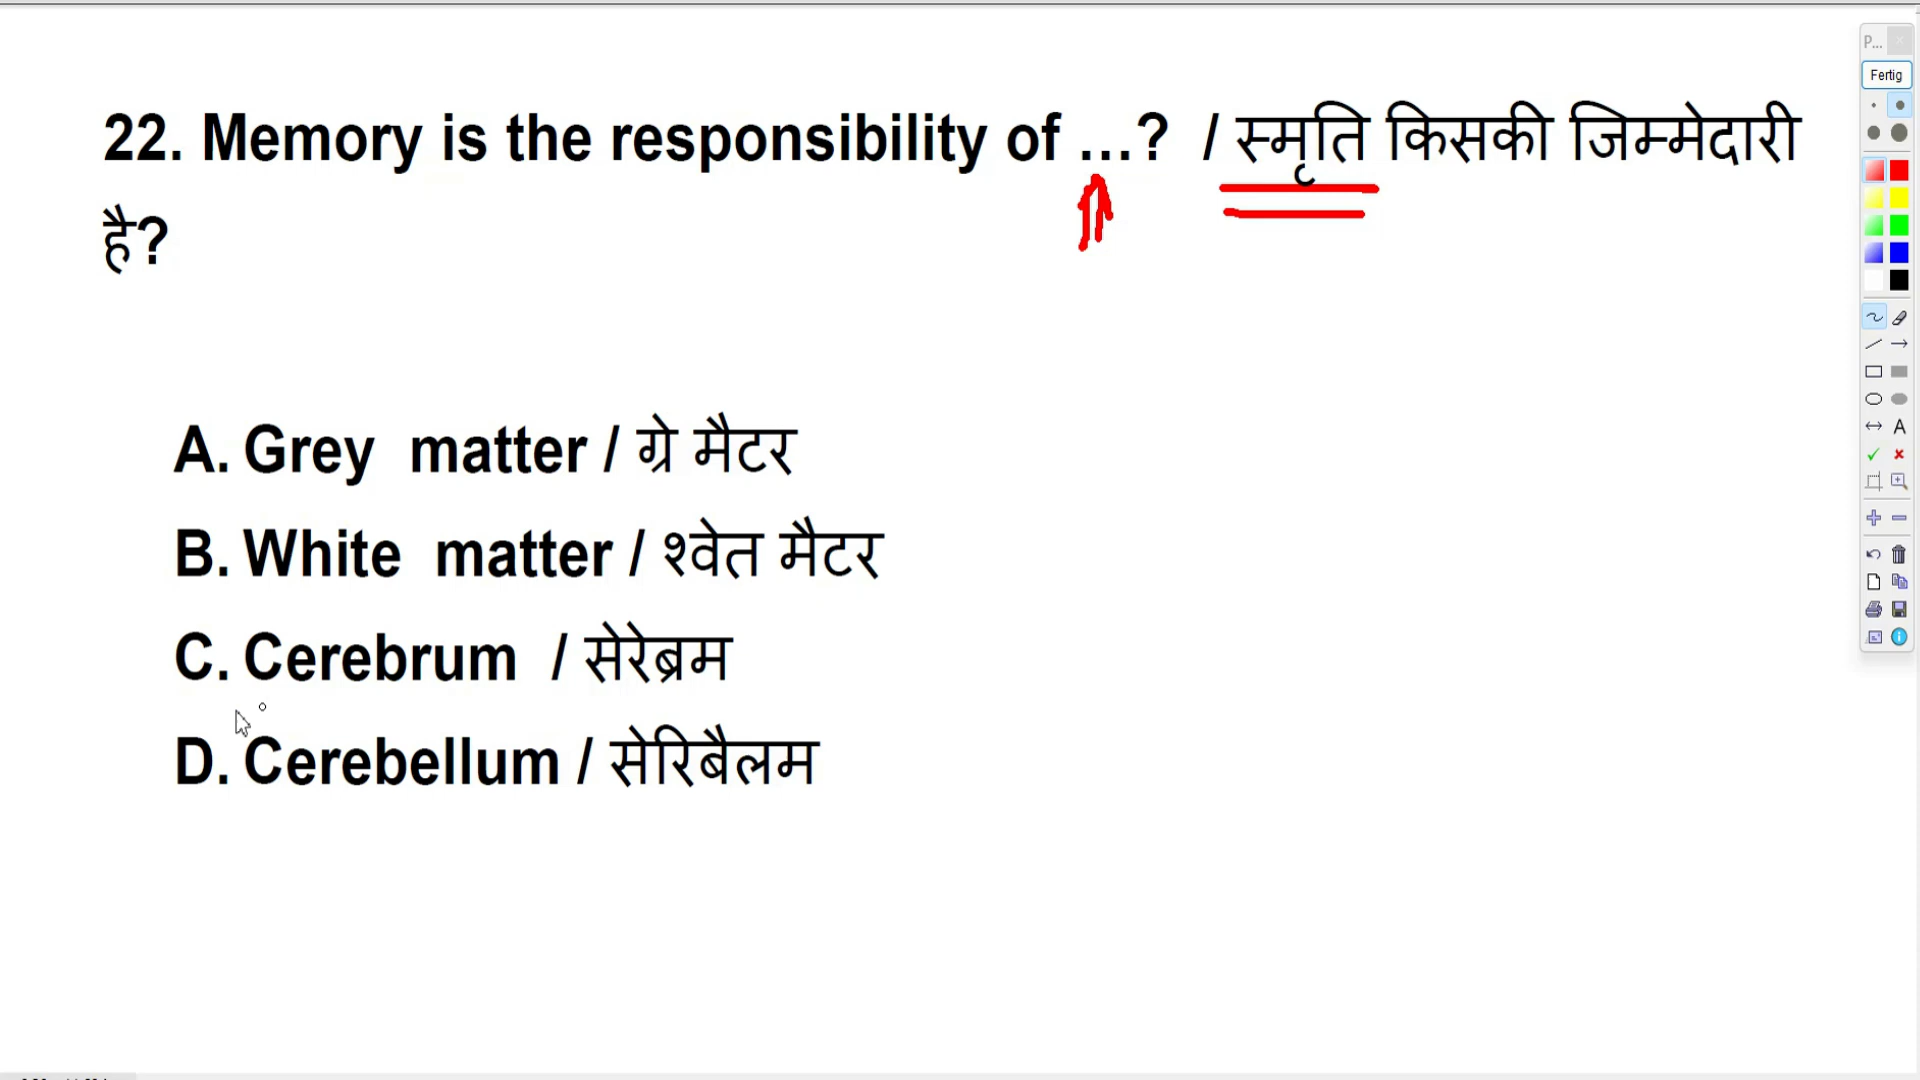 22. Memory is the responsibility of ...? / स्मृति किसकी जिम्मेदारी
है?
A. Grey matter / ग्रे मैटर
B. White matter / श्वेत मैटर
C. Cerebrum / सेरेब्रम
D. Cerebellum / सेरिबैलम
P...
Fertig